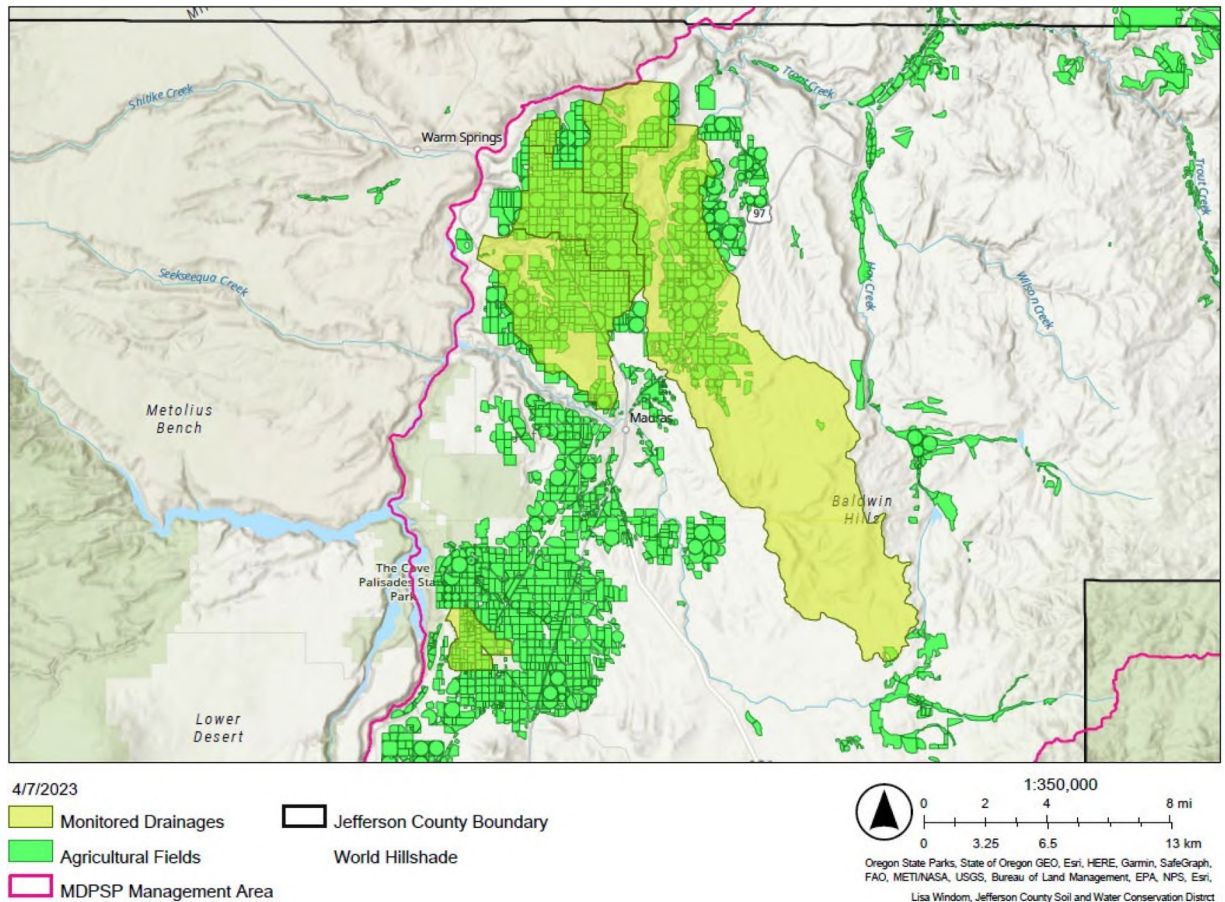 Shitike Creek
Warm Springs
Trout Creek
Trout Creek
97
Seekseequa Creek
Hay Creek
Wilson Creek
Metolius
Bench
Madras
Baldwin
Hills
The Cove
Palisades State
Park
Lower
Desert
4/7/2023
Monitored Drainages
Agricultural Fields
MDPSP Management Area
Jefferson County Boundary
World Hillshade
1:350,000
0 2 4 8 mi
0 3.25 6.5 13 km
Oregon State Parks, State of Oregon GEO, Esri, HERE, Garmin, SafeGraph,
FAO, METI/NASA, USGS, Bureau of Land Management, EPA, NPS, Esri,
Lisa Windom, Jefferson County Soil and Water Conservation Distrct